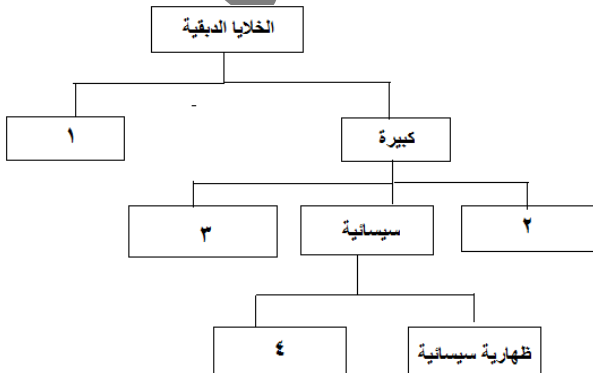 الخلايا الدبقية
١
كبيرة
٣
سيسائية
٢
٤
ظهارية سيسائية